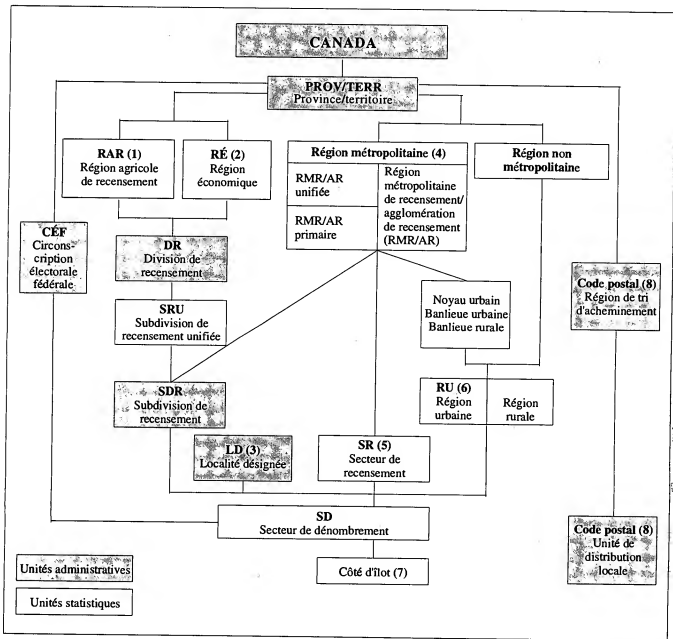 CANADA
PROV/TERR
Province/territoire
RAR (1)
Région agricole
de recensement
RÉ (2)
Région
économique
Région métropolitaine (4)
RMR/AR
unifiée
RMR/AR
primaire
Région
métropolitaine
de recensement/
agglomération
de recensement
(RMR/AR)
Région non
métropolitaine
CÉF
Circons-
cription
électorale
fédérale
DR
Division de
recensement
SRU
Subdivision de
recensement unifiée
Noyau urbain
Banlieue urbaine
Banlieue rurale
Code postal (8)
Région de tri
d'acheminement
SDR
Subdivision de
recensement
RU (6)
Région
urbaine
Région
rurale
LD (3)
Localité désignée
SR (5)
Secteur de
recensement
SD
Secteur de dénombrement
Code postal (8)
Unité de
distribution
locale
Côté d'îlot (7)
Unités administratives
Unités statistiques